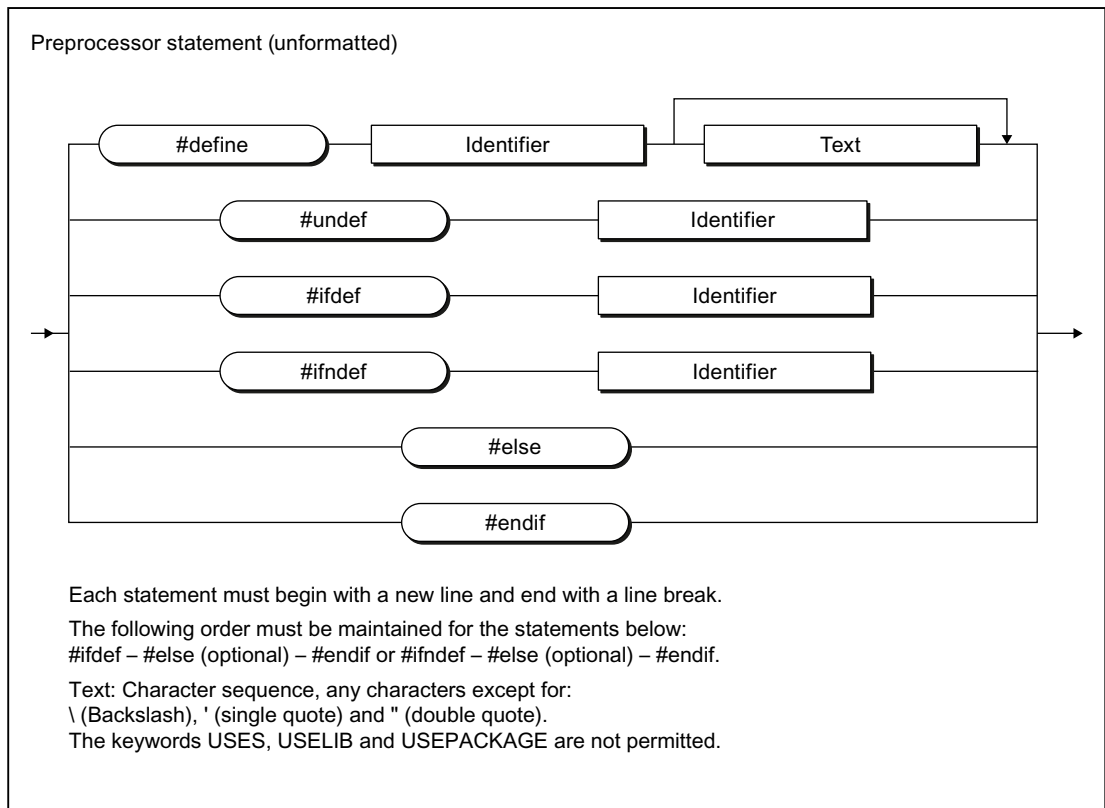 Preprocessor statement (unformatted)
#define Identifier Text
#undef Identifier
#ifdef Identifier
#ifndef Identifier
#else
#endif
Each statement must begin with a new line and end with a line break.
The following order must be maintained for the statements below:
#ifdef – #else (optional) – #endif or #ifndef – #else (optional) – #endif.
Text: Character sequence, any characters except for:
\ (Backslash), ' (single quote) and " (double quote).
The keywords USES, USELIB and USEPACKAGE are not permitted.